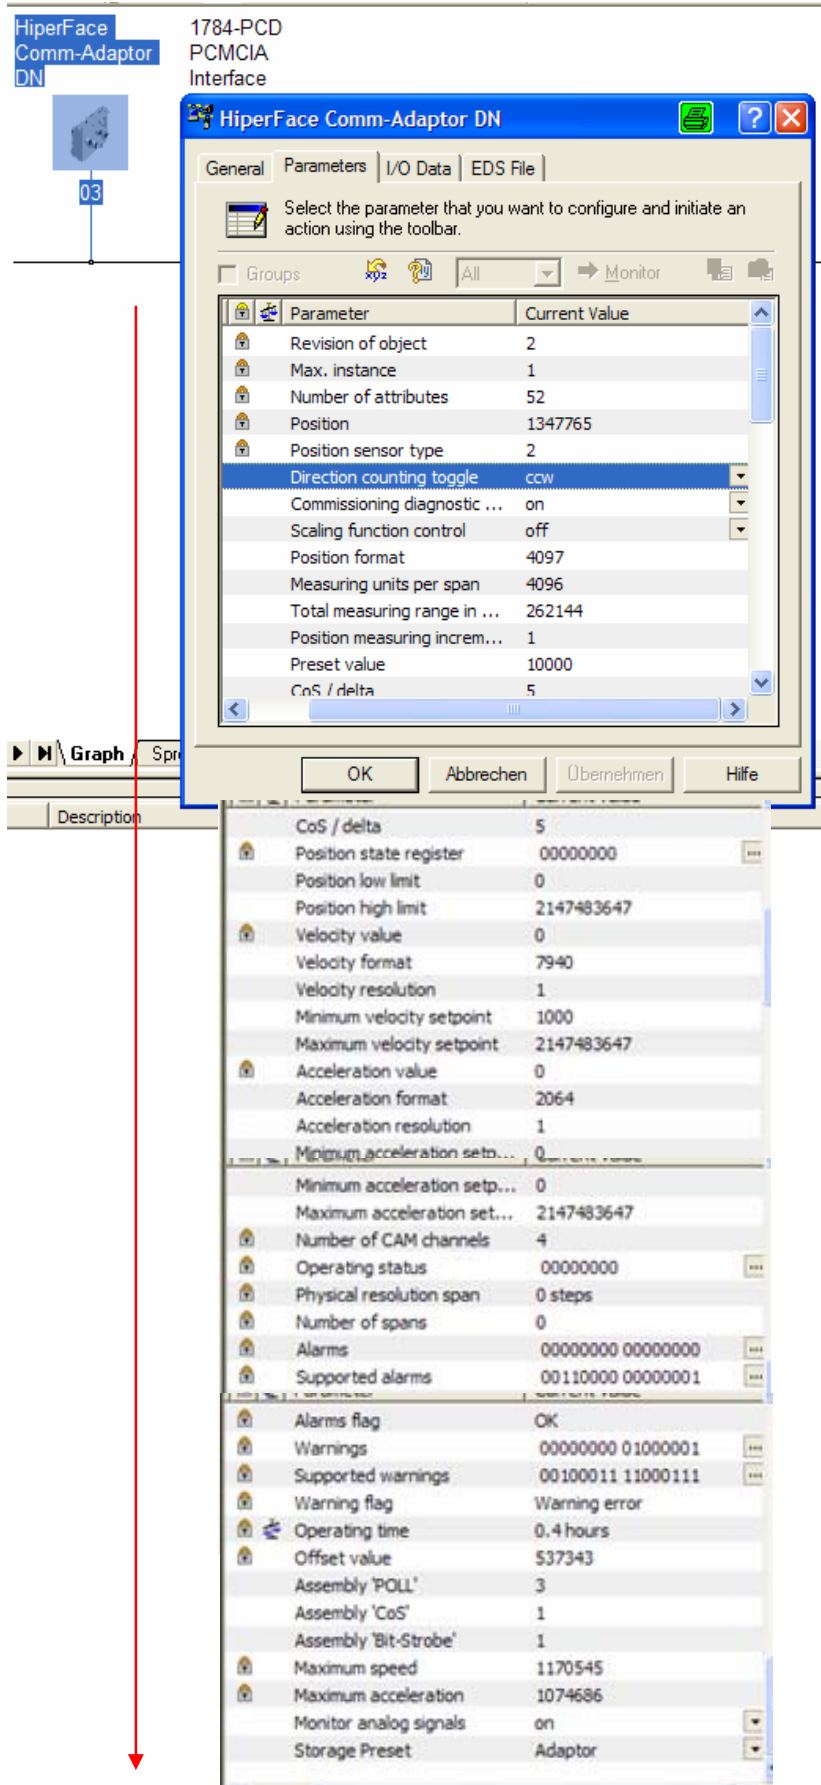 HiperFace
Comm-Adaptor
DN
1784-PCD
PCMCIA
Interface
03
HiperFace Comm-Adaptor DN
General Parameters I/O Data EDS File
Select the parameter that you want to configure and initiate an
action using the toolbar.
Groups All Monitor
Parameter Current Value
Revision of object 2
Max. instance 1
Number of attributes 52
Position 1347765
Position sensor type 2
Direction counting toggle ccw
Commissioning diagnostic ... on
Scaling function control off
Position format 4097
Measuring units per span 4096
Total measuring range in ... 262144
Position measuring increm... 1
Preset value 10000
CoS / delta 5
Graph Spr
OK Abbrechen Übernehmen Hilfe
Description
Parameter Current Value
CoS / delta 5
Position state register 00000000
Position low limit 0
Position high limit 2147483647
Velocity value 0
Velocity format 7940
Velocity resolution 1
Minimum velocity setpoint 1000
Maximum velocity setpoint 2147483647
Acceleration value 0
Acceleration format 2064
Acceleration resolution 1
Minimum acceleration setp... 0
Minimum acceleration setp... 0
Maximum acceleration set... 2147483647
Number of CAM channels 4
Operating status 00000000
Physical resolution span 0 steps
Number of spans 0
Alarms 00000000 00000000
Supported alarms 00110000 00000001
Parameter Current Value
Alarms flag OK
Warnings 00000000 01000001
Supported warnings 00100011 11000111
Warning flag Warning error
Operating time 0.4 hours
Offset value 537343
Assembly 'POLL' 3
Assembly 'CoS' 1
Assembly 'Bit-Strobe' 1
Maximum speed 1170545
Maximum acceleration 1074686
Monitor analog signals on
Storage Preset Adaptor